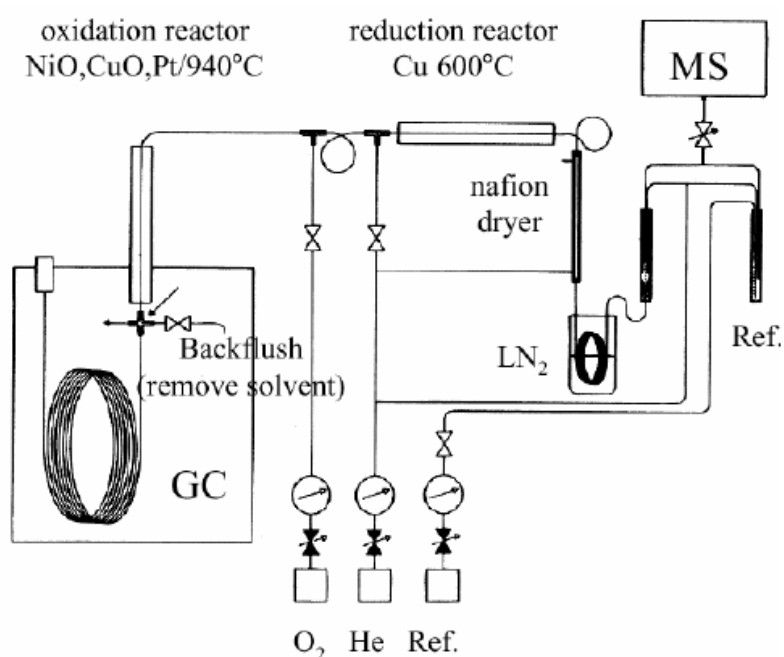 oxidation reactor
NiO,CuO,Pt/940°C
reduction reactor
Cu 600°C
MS
nafion
dryer
Backflush
(remove solvent)
LN₂
Ref.
GC
O₂ He Ref.